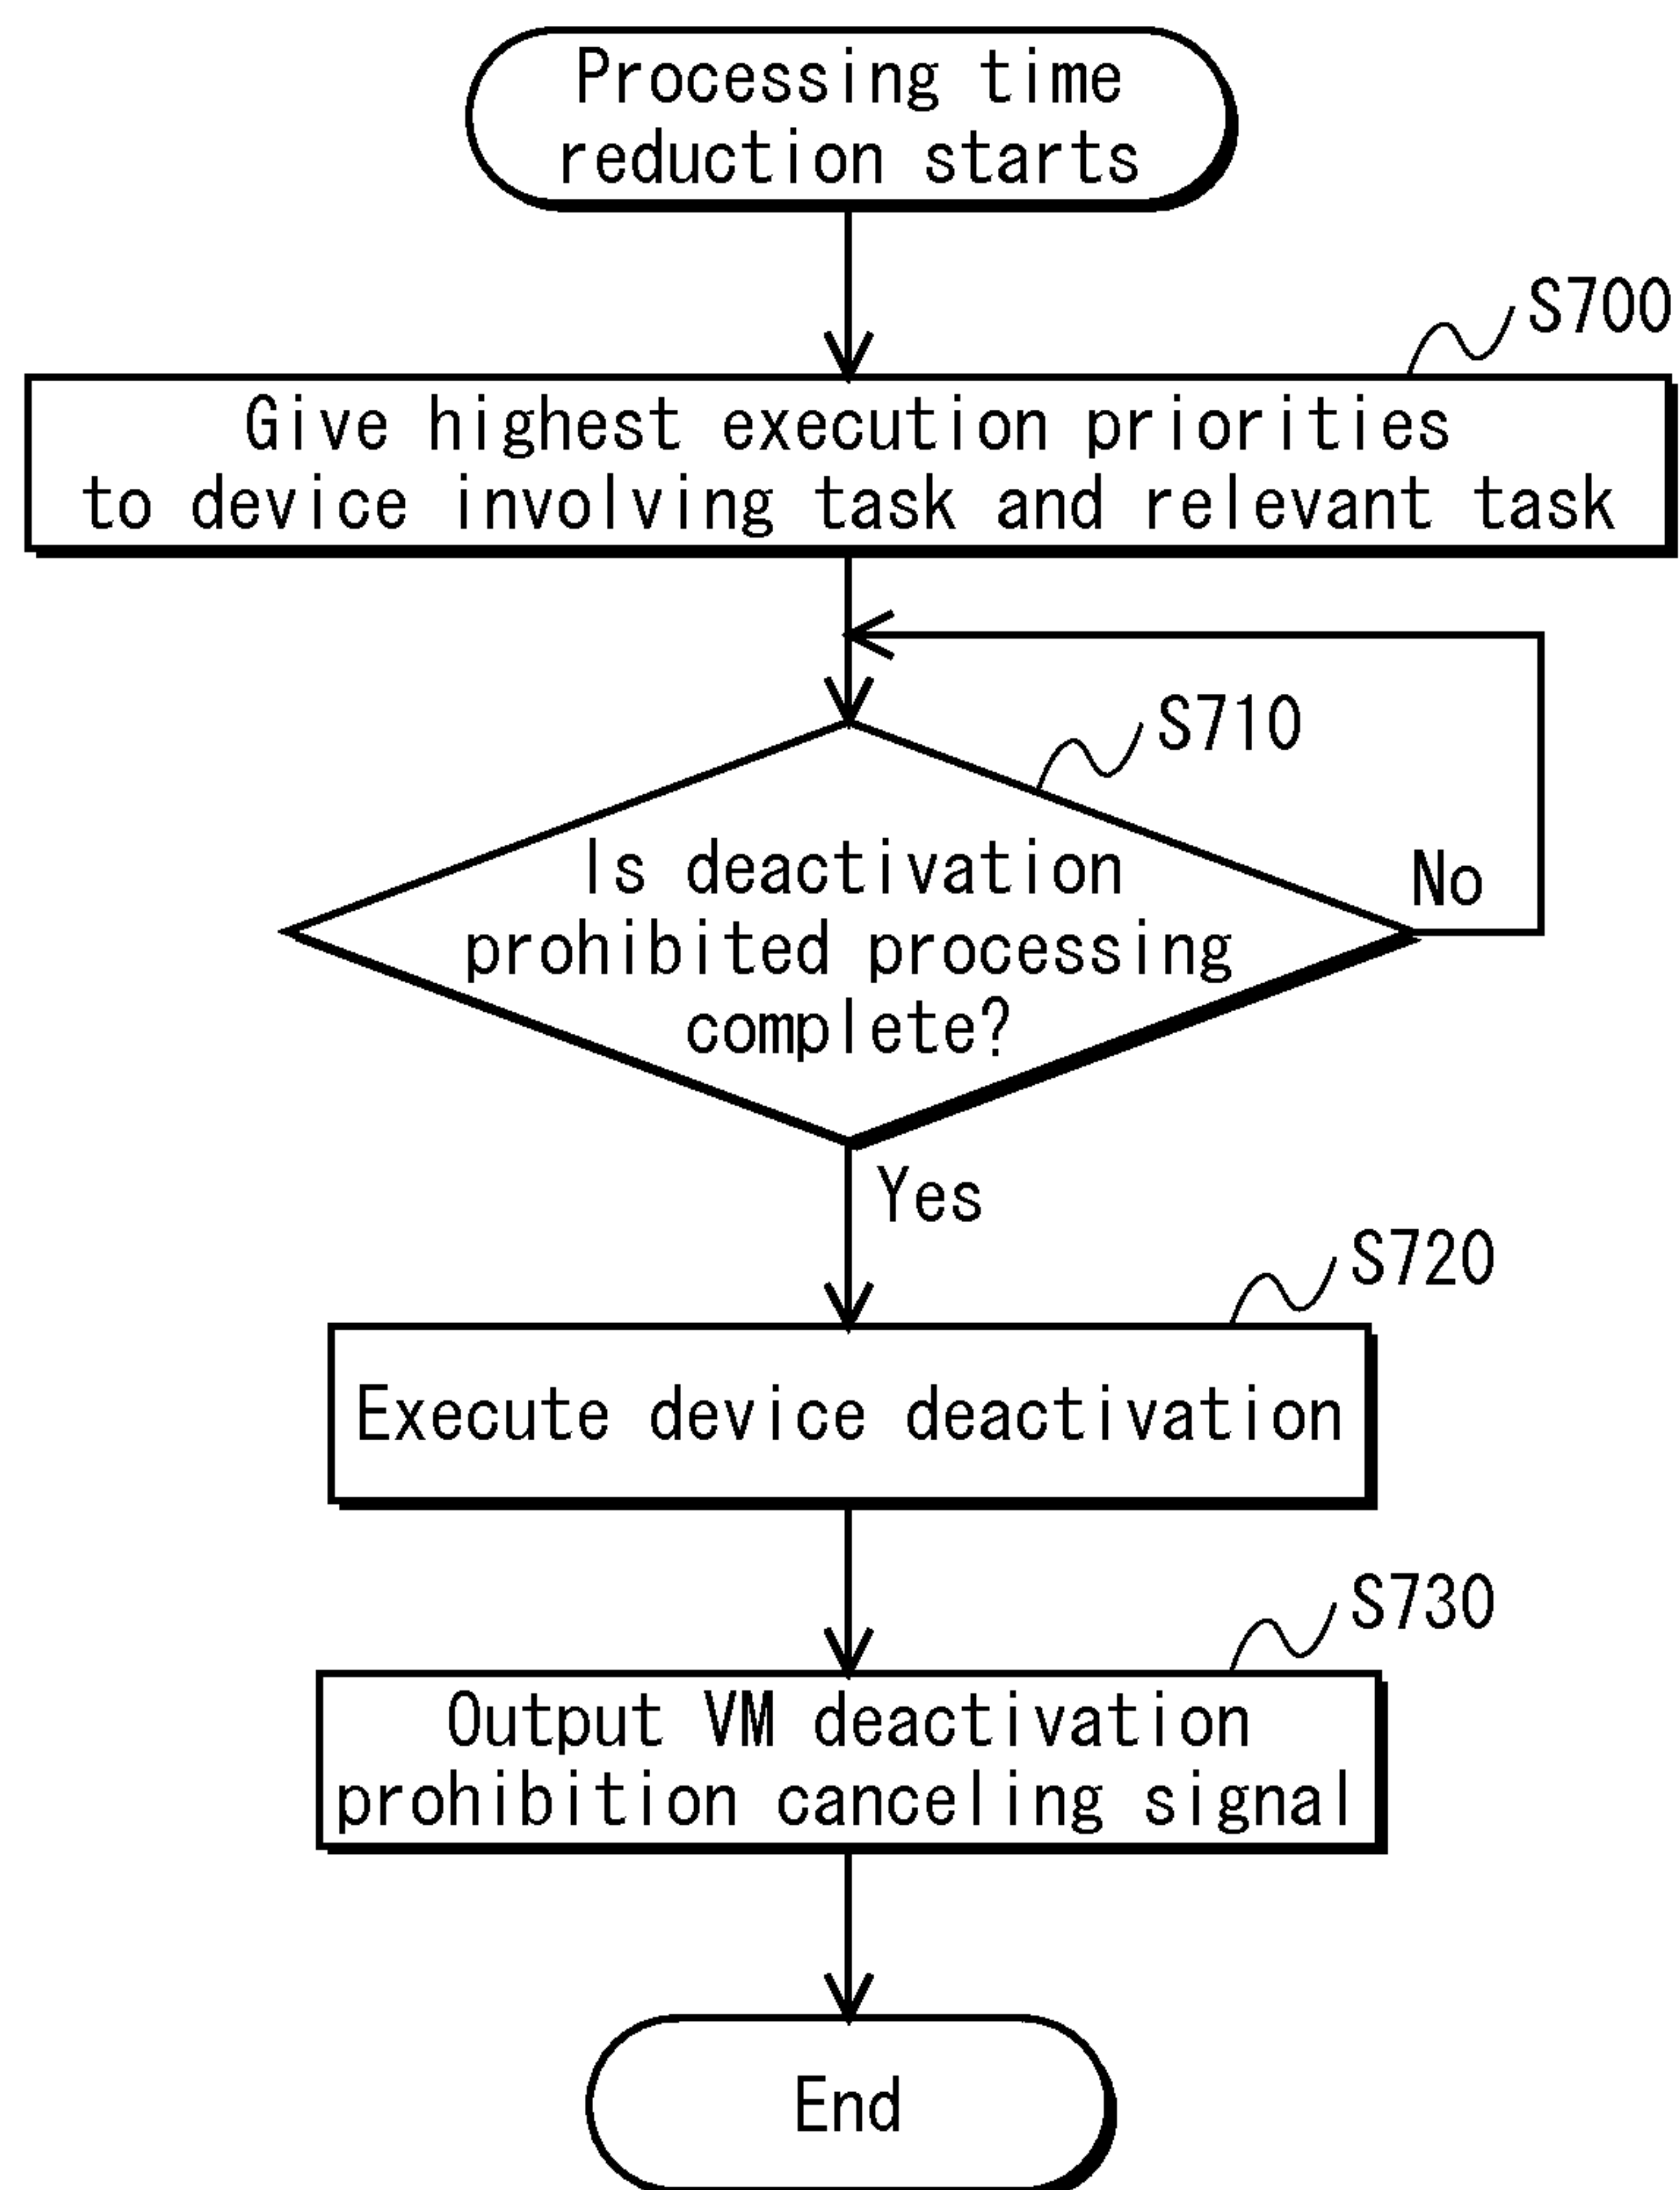 Processing time
reduction starts
S700
Give highest execution priorities
to device involving task and relevant task
S710
Is deactivation
prohibited processing
complete?
No
Yes
S720
Execute device deactivation
S730
Output VM deactivation
prohibition canceling signal
End